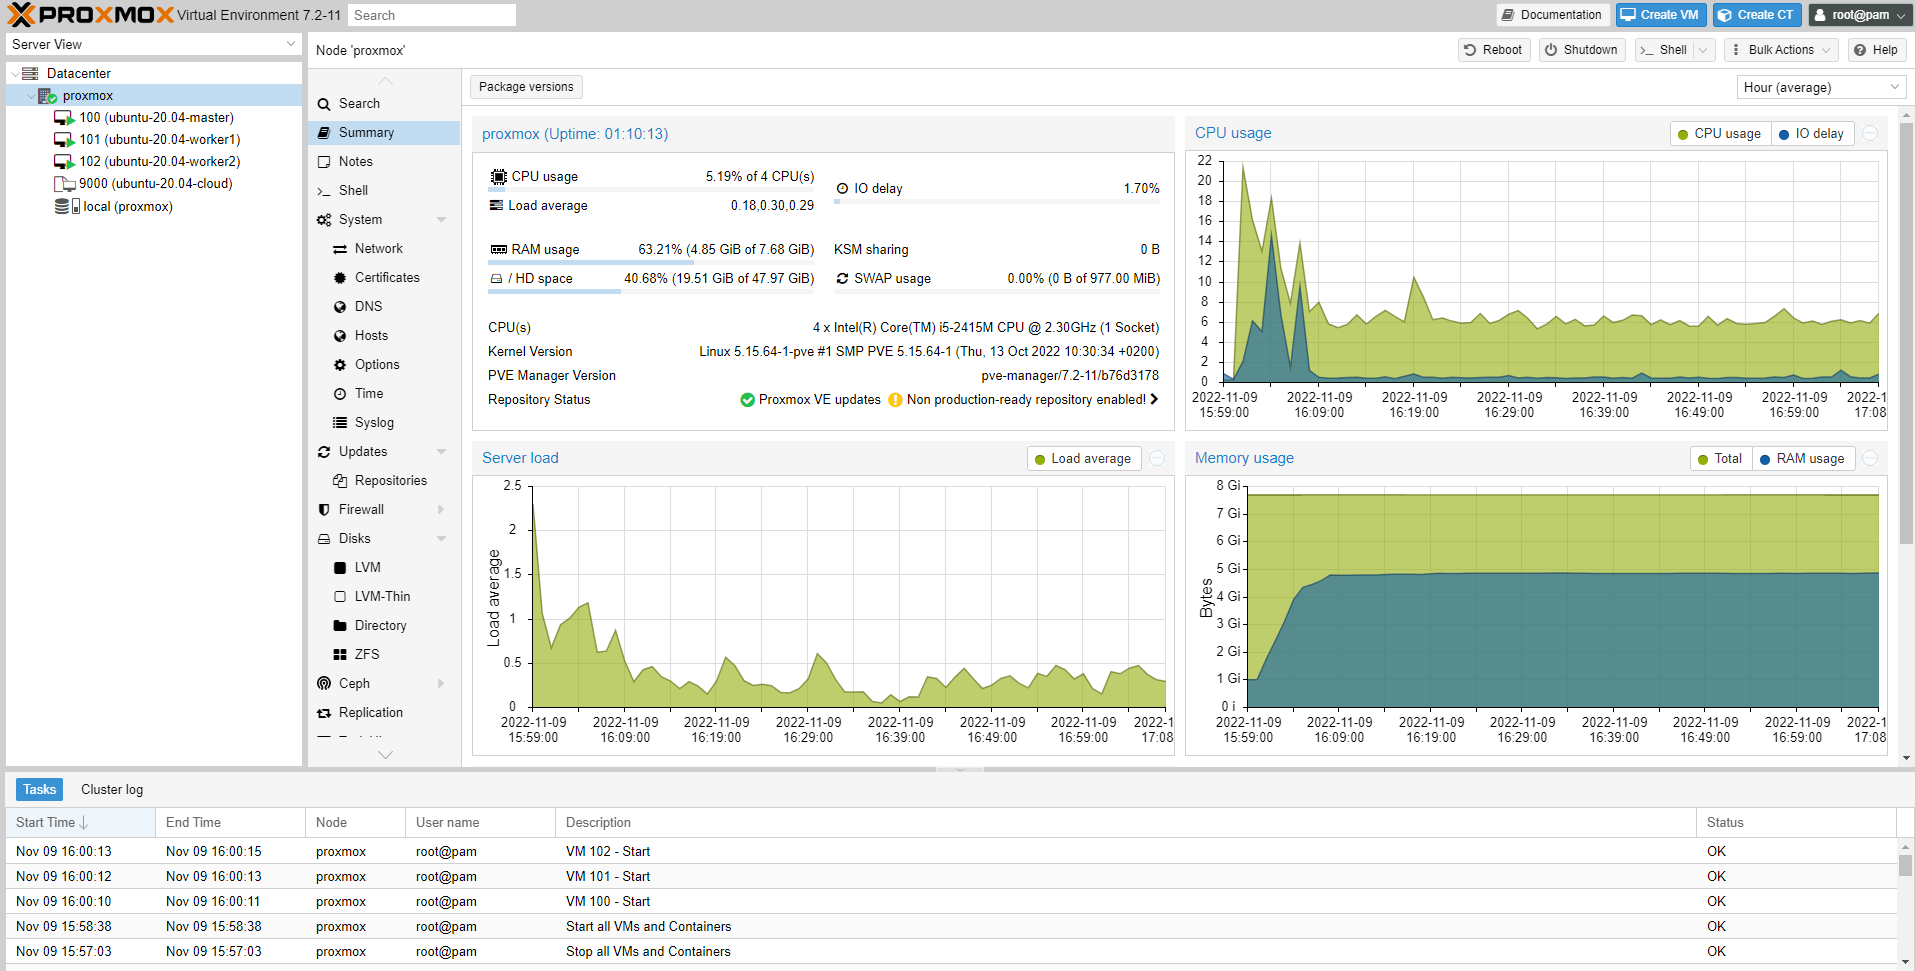 PROXMOX Virtual Environment 7.2-11 Search Documentation Create VM Create CT root@pam
Server View
Datacenter
proxmox
100 (ubuntu-20.04-master)
101 (ubuntu-20.04-worker1)
102 (ubuntu-20.04-worker2)
9000 (ubuntu-20.04-cloud)
local (proxmox)
Node 'proxmox' Reboot Shutdown Shell Bulk Actions Help
Search
Summary
Notes
Shell
System
Network
Certificates
DNS
Hosts
Options
Time
Syslog
Updates
Repositories
Firewall
Disks
LVM
LVM-Thin
Directory
ZFS
Ceph
Replication
Package versions Hour (average)
proxmox (Uptime: 01:10:13)
CPU usage 5.19% of 4 CPU(s)
IO delay 1.70%
Load average 0.18,0.30,0.29
RAM usage 63.21% (4.85 GiB of 7.68 GiB) KSM sharing 0 B
/ HD space 40.68% (19.51 GiB of 47.97 GiB) SWAP usage 0.00% (0 B of 977.00 MiB)
CPU(s) 4 x Intel(R) Core(TM) i5-2415M CPU @ 2.30GHz (1 Socket)
Kernel Version Linux 5.15.64-1-pve #1 SMP PVE 5.15.64-1 (Thu, 13 Oct 2022 10:30:34 +0200)
PVE Manager Version pve-manager/7.2-11/b76d3178
Repository Status Proxmox VE updates Non production-ready repository enabled!
CPU usage CPU usage IO delay
22
20
18
16
14
12
10
8
6
4
2
0
2022-11-09 2022-11-09 2022-11-09 2022-11-09 2022-11-09 2022-11-09 2022-11-09 2022-1
15:59:00 16:09:00 16:19:00 16:29:00 16:39:00 16:49:00 16:59:00 17:08
Server load Load average
Load average
2.5
2
1.5
1
0.5
0
2022-11-09 2022-11-09 2022-11-09 2022-11-09 2022-11-09 2022-11-09 2022-11-09 2022-1
15:59:00 16:09:00 16:19:00 16:29:00 16:39:00 16:49:00 16:59:00 17:08
Memory usage Total RAM usage
Bytes
8 Gi
7 Gi
6 Gi
5 Gi
4 Gi
3 Gi
2 Gi
1 Gi
0 i
2022-11-09 2022-11-09 2022-11-09 2022-11-09 2022-11-09 2022-11-09 2022-11-09 2022-1
15:59:00 16:09:00 16:19:00 16:29:00 16:39:00 16:49:00 16:59:00 17:08
Tasks Cluster log
Start Time End Time Node User name Description Status
Nov 09 16:00:13 Nov 09 16:00:15 proxmox root@pam VM 102 - Start OK
Nov 09 16:00:12 Nov 09 16:00:13 proxmox root@pam VM 101 - Start OK
Nov 09 16:00:10 Nov 09 16:00:11 proxmox root@pam VM 100 - Start OK
Nov 09 15:58:38 Nov 09 15:58:38 proxmox root@pam Start all VMs and Containers OK
Nov 09 15:57:03 Nov 09 15:57:03 proxmox root@pam Stop all VMs and Containers OK